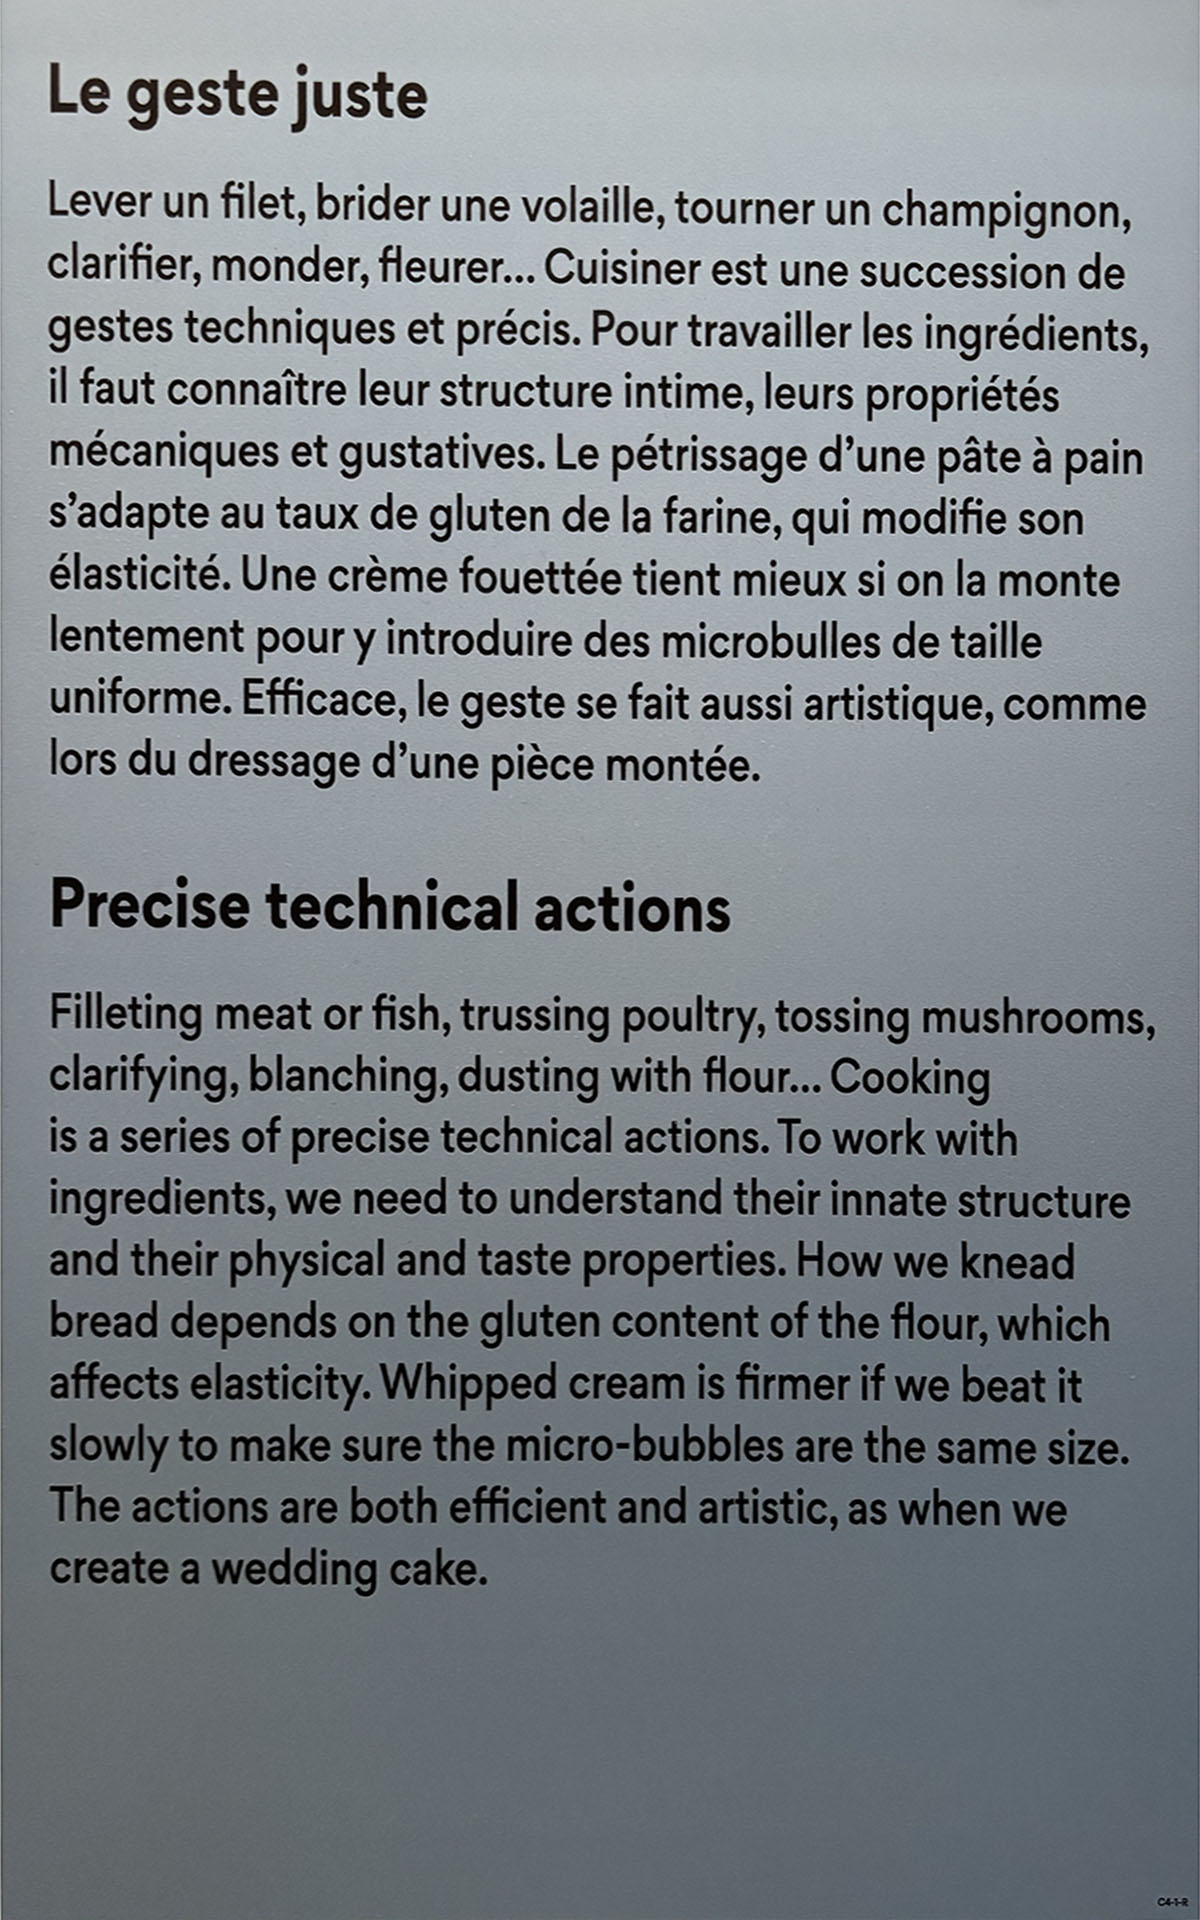 Le geste juste
Lever un filet, brider une volaille, tourner un champignon,
clarifier, monder, fleurer... Cuisiner est une succession de
gestes techniques et précis. Pour travailler les ingrédients,
il faut connaître leur structure intime, leurs propriétés
mécaniques et gustatives. Le pétrissage d’une pâte à pain
s’adapte au taux de gluten de la farine, qui modifie son
élasticité. Une crème fouettée tient mieux si on la monte
lentement pour y introduire des microbulles de taille
uniforme. Efficace, le geste se fait aussi artistique, comme
lors du dressage d’une pièce montée.
Precise technical actions
Filleting meat or fish, trussing poultry, tossing mushrooms,
clarifying, blanching, dusting with flour... Cooking
is a series of precise technical actions. To work with
ingredients, we need to understand their innate structure
and their physical and taste properties. How we knead
bread depends on the gluten content of the flour, which
affects elasticity. Whipped cream is firmer if we beat it
slowly to make sure the micro-bubbles are the same size.
The actions are both efficient and artistic, as when we
create a wedding cake.
C4-1-R